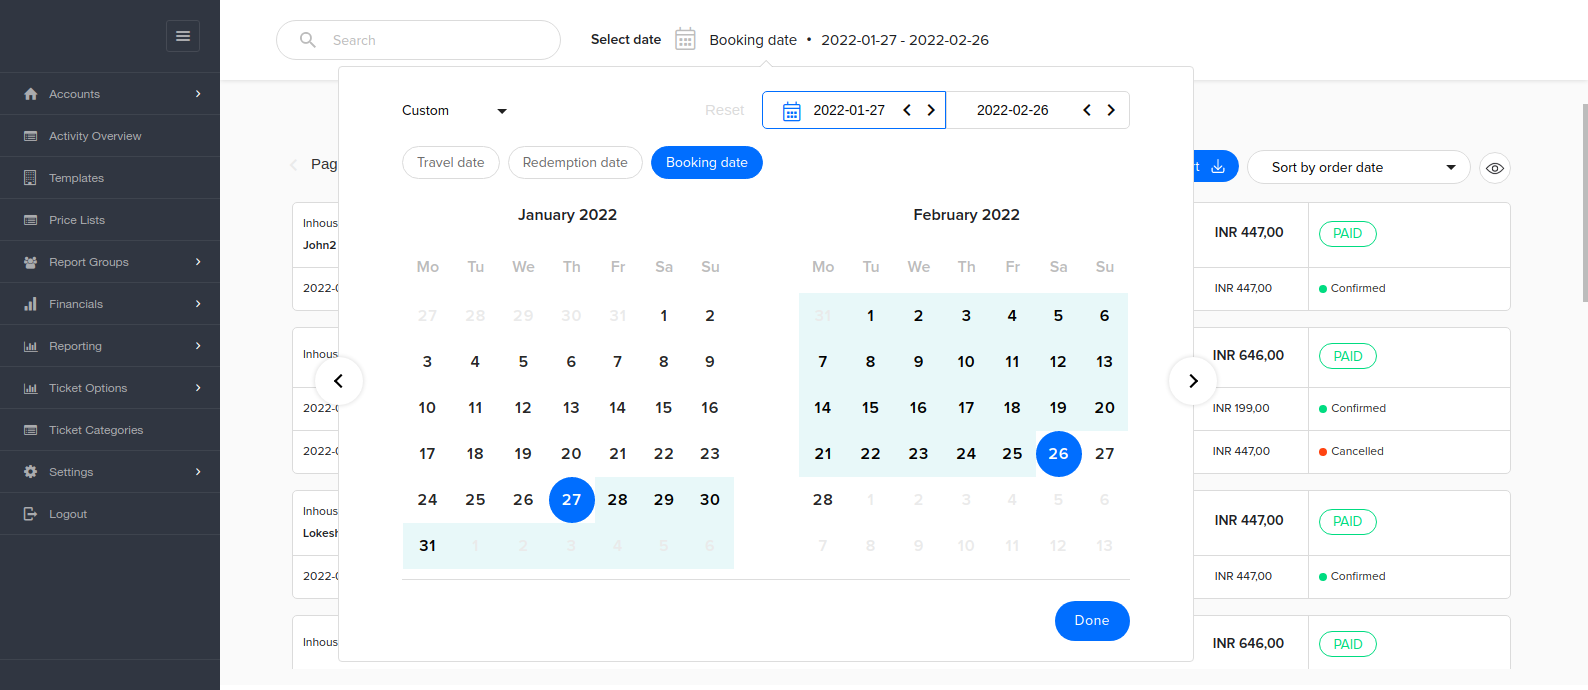 Search
Select date Booking date • 2022-01-27 - 2022-02-26
Accounts
Activity Overview
Templates
Price Lists
Report Groups
Financials
Reporting
Ticket Options
Ticket Categories
Settings
Logout
Custom
Reset
2022-01-27
2022-02-26
Travel date
Redemption date
Booking date
January 2022
Mo Tu We Th Fr Sa Su
27 28 29 30 31 1 2
3 4 5 6 7 8 9
10 11 12 13 14 15 16
17 18 19 20 21 22 23
24 25 26 27 28 29 30
31 1 2 3 4 5 6
February 2022
Mo Tu We Th Fr Sa Su
31 1 2 3 4 5 6
7 8 9 10 11 12 13
14 15 16 17 18 19 20
21 22 23 24 25 26 27
28 1 2 3 4 5 6
7 8 9 10 11 12 13
Done
Pag
Sort by order date
Inhous
John2
INR 447,00 PAID
2022-0
INR 447,00 Confirmed
Inhous
INR 646,00 PAID
2022-0
INR 199,00 Confirmed
2022-0
INR 447,00 Cancelled
Inhous
Lokesh
INR 447,00 PAID
2022-0
INR 447,00 Confirmed
Inhous
INR 646,00 PAID